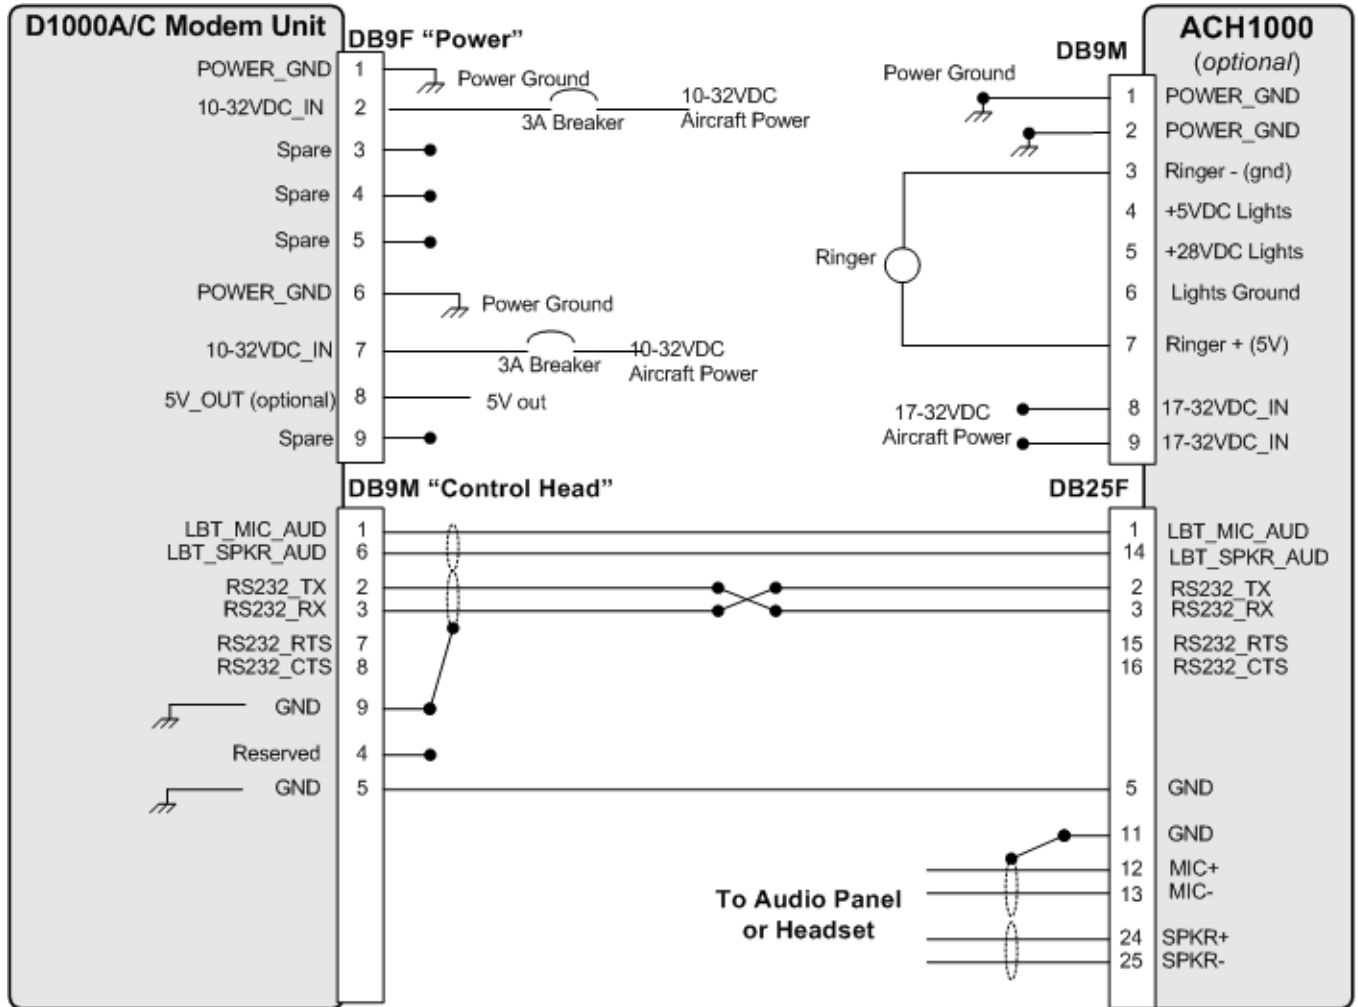 D1000A/C Modem Unit
DB9F “Power”
POWER_GND 1 Power Ground
10-32VDC_IN 2 3A Breaker 10-32VDC
Aircraft Power
Spare 3
Spare 4
Spare 5
POWER_GND 6 Power Ground
10-32VDC_IN 7 3A Breaker 10-32VDC
Aircraft Power
5V_OUT (optional) 8 5V out
Spare 9
DB9M “Control Head”
LBT_MIC_AUD 1
LBT_SPKR_AUD 6
RS232_TX 2
RS232_RX 3
RS232_RTS 7
RS232_CTS 8
GND 9
Reserved 4
GND 5
ACH1000
(optional)
DB9M
Power Ground
1 POWER_GND
2 POWER_GND
3 Ringer - (gnd)
4 +5VDC Lights
5 +28VDC Lights
Ringer
6 Lights Ground
7 Ringer + (5V)
17-32VDC
Aircraft Power
8 17-32VDC_IN
9 17-32VDC_IN
DB25F
1 LBT_MIC_AUD
14 LBT_SPKR_AUD
2 RS232_TX
3 RS232_RX
15 RS232_RTS
16 RS232_CTS
5 GND
11 GND
12 MIC+
13 MIC-
To Audio Panel
or Headset
24 SPKR+
25 SPKR-